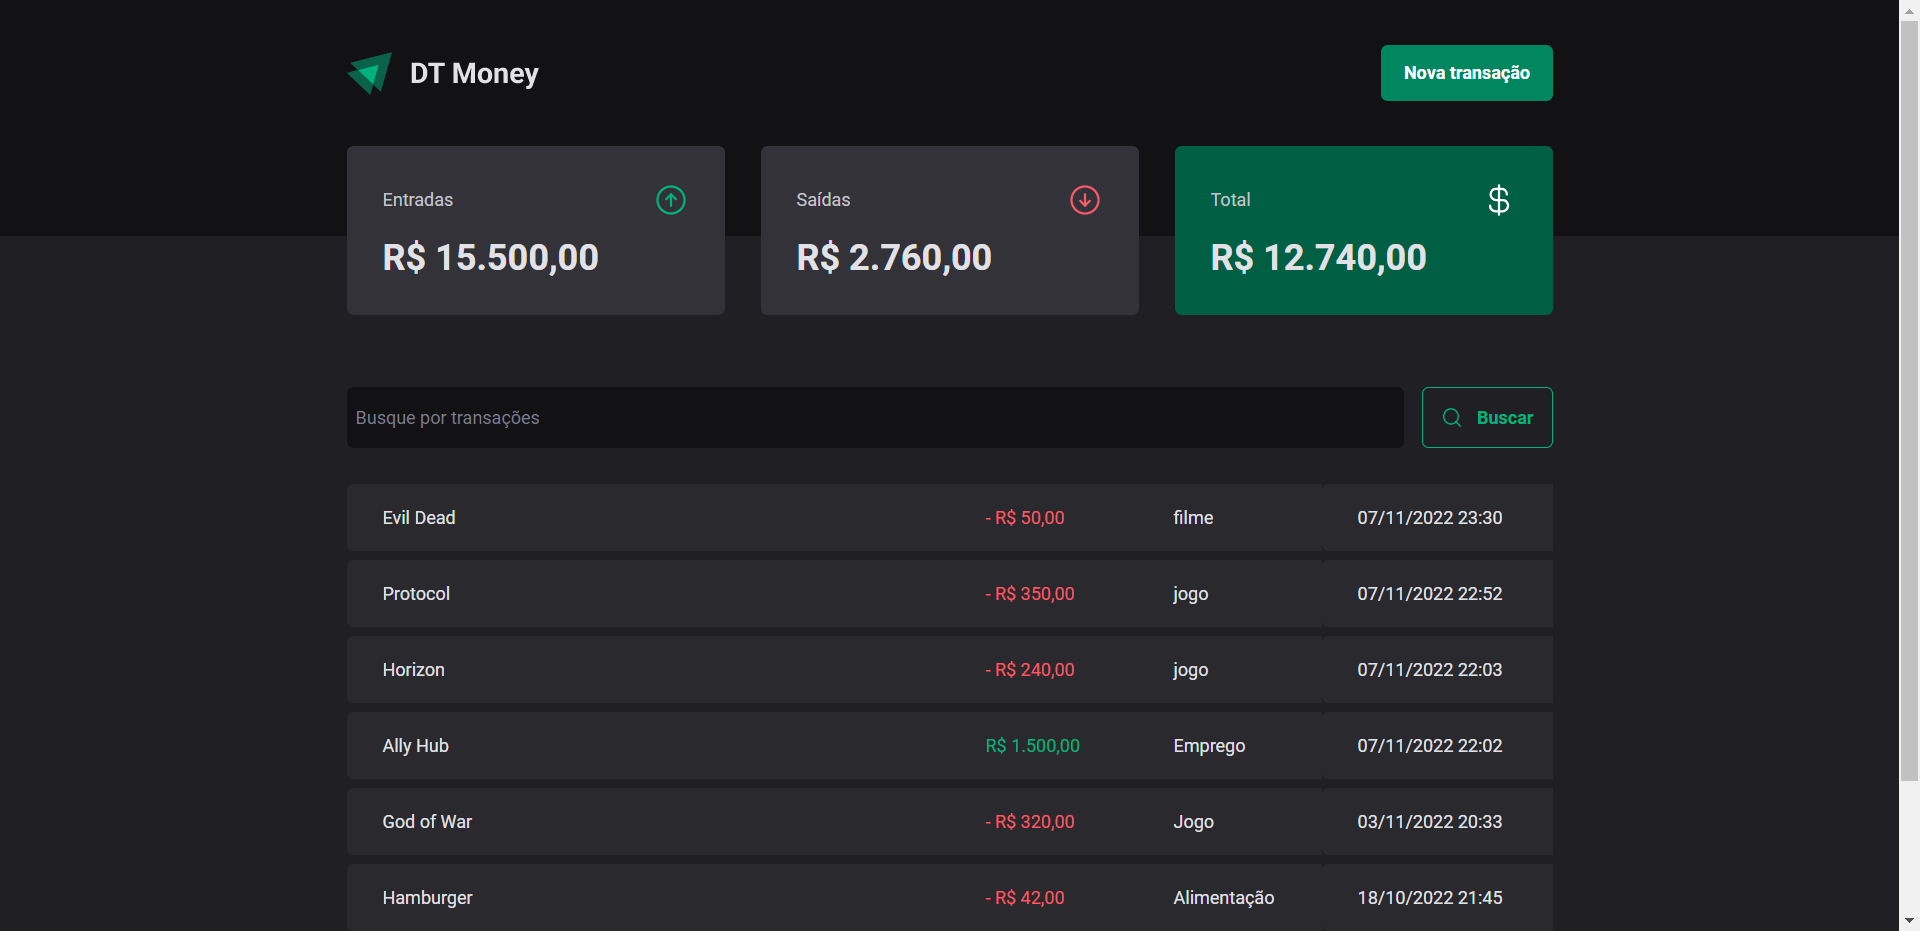 DT Money
Nova transação
Entradas
R$ 15.500,00
Saídas
R$ 2.760,00
Total
R$ 12.740,00
Busque por transações
Buscar
Evil Dead - R$ 50,00 filme 07/11/2022 23:30
Protocol - R$ 350,00 jogo 07/11/2022 22:52
Horizon - R$ 240,00 jogo 07/11/2022 22:03
Ally Hub R$ 1.500,00 Emprego 07/11/2022 22:02
God of War - R$ 320,00 Jogo 03/11/2022 20:33
Hamburger - R$ 42,00 Alimentação 18/10/2022 21:45